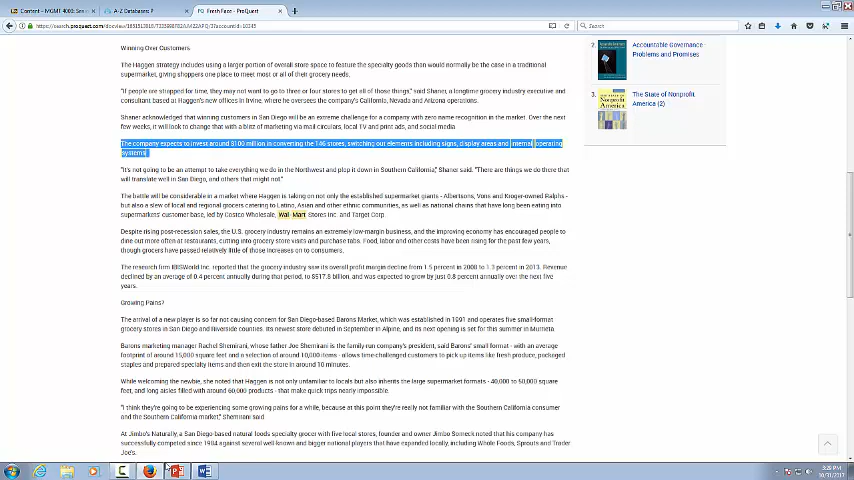 Content - MGMT 4000: Se...
A-Z Databases: P
Fresh Face - ProQuest
Search
Winning Over Customers
The Haggen strategy includes using a larger portion of overall store space to feature the specialty goods than would normally be the case in a traditional
supermarket, giving shoppers one place to meet most or all of their grocery needs.
"If people are strapped for time, they may not want to go to three or four stores to get all of those things," said Shaner, a longtime grocery industry executive and
consultant based at Haggen's new offices in Irvine, where he oversees the company's California, Nevada and Arizona operations.
Shaner acknowledged that winning customers in San Diego will be an extreme challenge for a company with zero name recognition in the market. Over the next
few weeks, it will look to change that with a blitz of marketing via mail circulars, local TV and print ads, and social media.
The company expects to invest around $100 million in converting the 146 stores, switching out elements including signs, display areas and internal operating
systems.
"It's not going to be an attempt to take everything we do in the Northwest and plop it down in Southern California," Shaner said. "There are things we do there that
will translate well in San Diego, and others that might not."
The battle will be considerable in a market where Haggen is taking on not only the established supermarket giants - Albertsons, Vons and Kroger-owned Ralphs -
but also a slew of local and regional grocers catering to Latino, Asian and other ethnic communities, as well as national chains that have long been eating into
supermarkets' customer base, led by Costco Wholesale, Wal-Mart Stores Inc. and Target Corp.
Despite rising post-recession sales, the U.S. grocery industry remains an extremely low-margin business, and the improving economy has encouraged people to
dine out more often at restaurants, cutting into grocery store visits and purchase tabs. Food, labor and other costs have been rising for the past few years,
though grocers have passed relatively little of those increases on to consumers.
The research firm IBISWorld Inc. reported that the grocery industry saw its overall profit margin decline from 1.5 percent in 2008 to 1.3 percent in 2013. Revenue
declined by an average of 0.4 percent annually during that period, to $517.8 billion, and was expected to grow by just 0.8 percent annually over the next five
years.
Growing Pains?
The arrival of a new player is so far not causing concern for San Diego-based Barons Market, which was established in 1991 and operates five small-format
grocery stores in San Diego and Riverside counties. Its newest store debuted in September in Alpine, and its next opening is set for this summer in Murrieta.
Barons marketing manager Rachel Shemirani, whose father Joe Shemirani is the family-run company's president, said Barons' small format - with an average
footprint of around 15,000 square feet and a selection of around 10,000 items - allows time-challenged customers to pick up items like fresh produce, packaged
staples and prepared specialty items and then exit the store in around 10 minutes.
While welcoming the newbie, she noted that Haggen is not only unfamiliar to locals but also inherits the large supermarket formats - 40,000 to 50,000 square
feet, and long aisles filled with around 60,000 products - that make quick trips nearly impossible.
"I think they're going to be experiencing some growing pains for a while, because at this point they're really not familiar with the Southern California consumer
and the Southern California market," Shemirani said.
At Jimbo's Naturally, a San Diego-based natural foods specialty grocer with five local stores, founder and owner Jimbo Someck noted that his company has
successfully competed since 1984 against several well known and bigger national players that have expanded locally, including Whole Foods, Sprouts and Trader
Joe's.
2.
Accountable Governance -
Problems and Promises
3.
The State of Nonprofit
America (2)
3:29 PM
10/31/2017